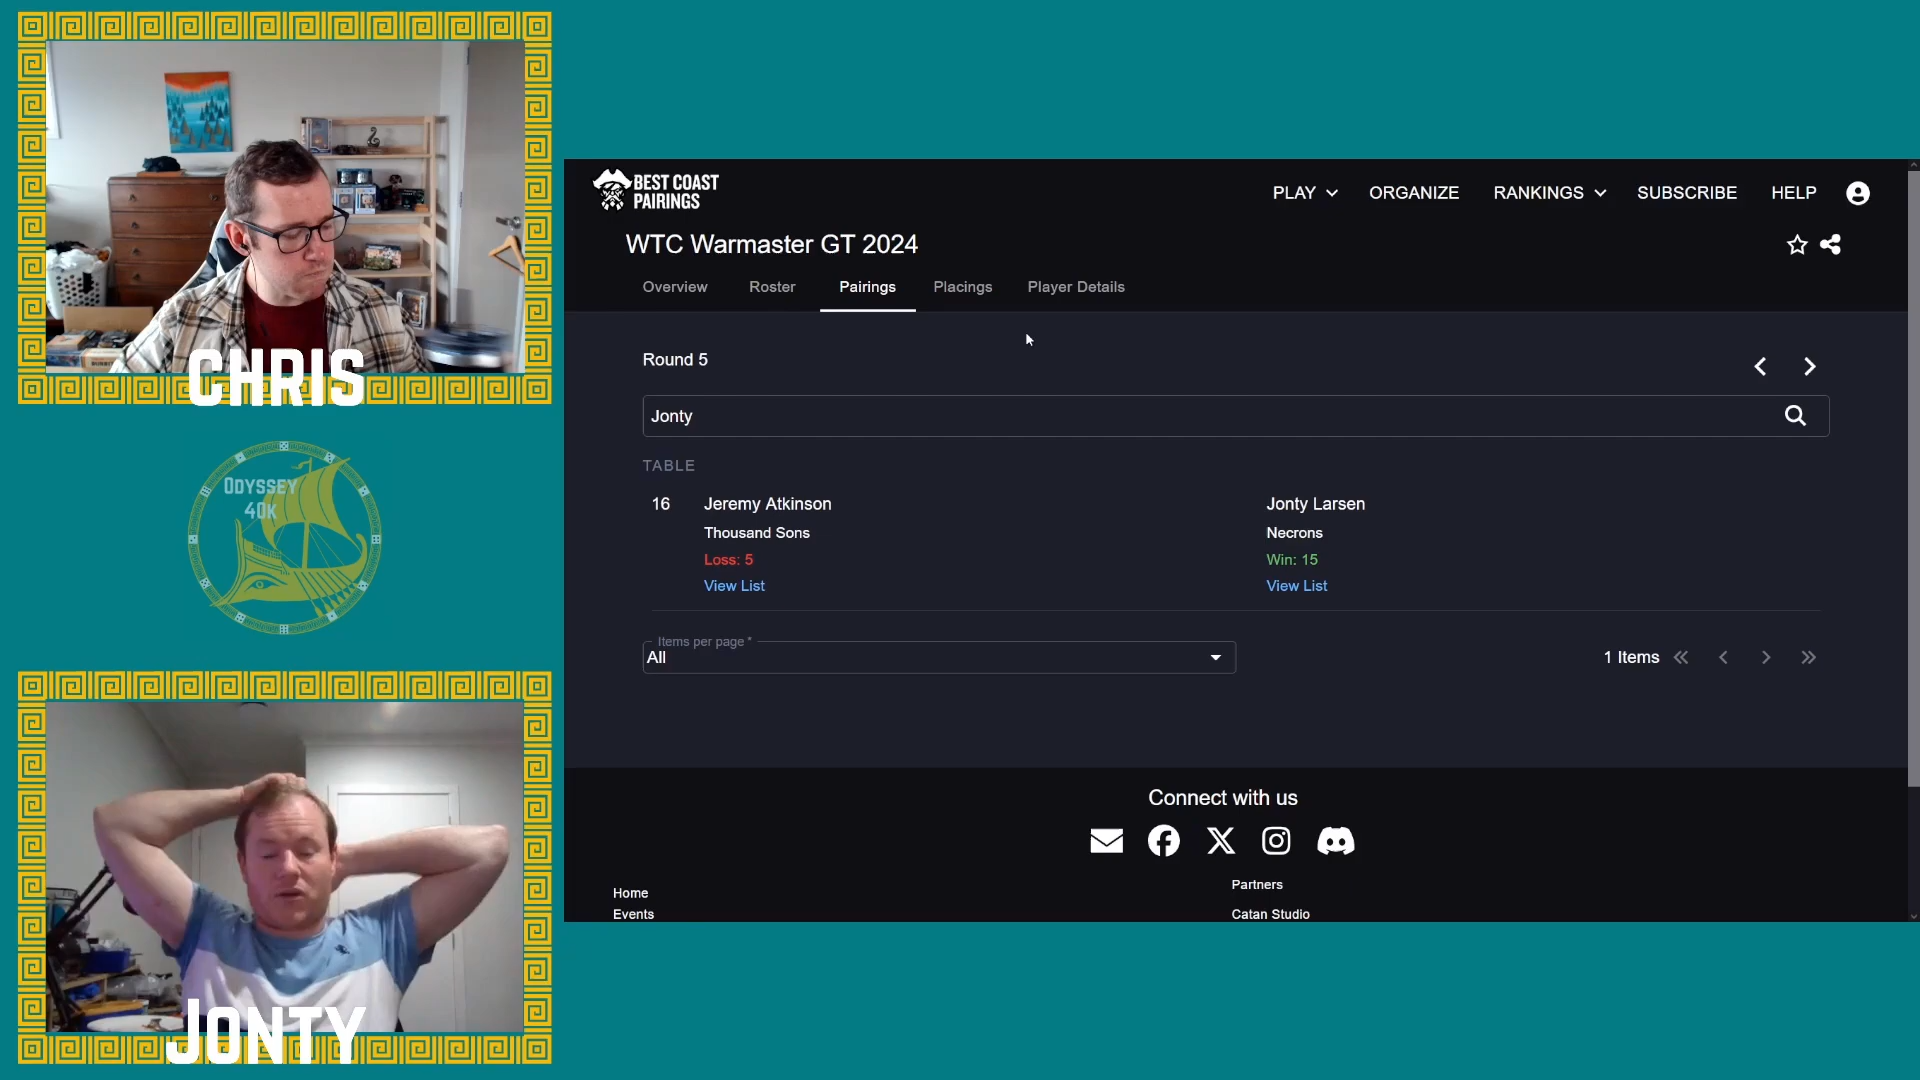 CHRIS
ODYSSEY
40K
JONTY
BEST COAST
PAIRINGS
PLAY
ORGANIZE
RANKINGS
SUBSCRIBE
HELP
WTC Warmaster GT 2024
Overview
Roster
Pairings
Placings
Player Details
Round 5
Jonty
TABLE
16
Jeremy Atkinson
Jonty Larsen
Thousand Sons
Necrons
Loss: 5
Win: 15
View List
View List
Items per page *
All
1 Items
Connect with us
Home
Partners
Events
Catan Studio